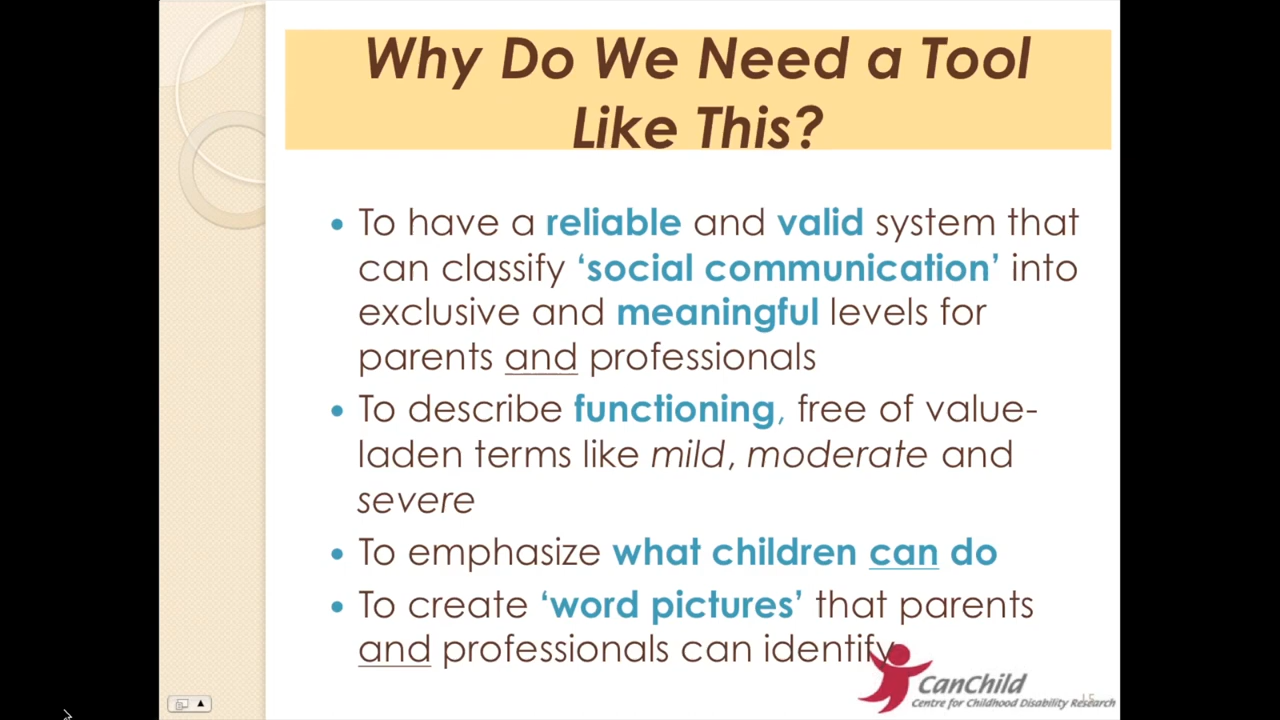 Why Do We Need a Tool
Like This?
• To have a reliable and valid system that
can classify ‘social communication’ into
exclusive and meaningful levels for
parents and professionals
• To describe functioning, free of value-
laden terms like mild, moderate and
severe
• To emphasize what children can do
• To create ‘word pictures’ that parents
and professionals can identify
CanChild
Centre for Childhood Disability Research